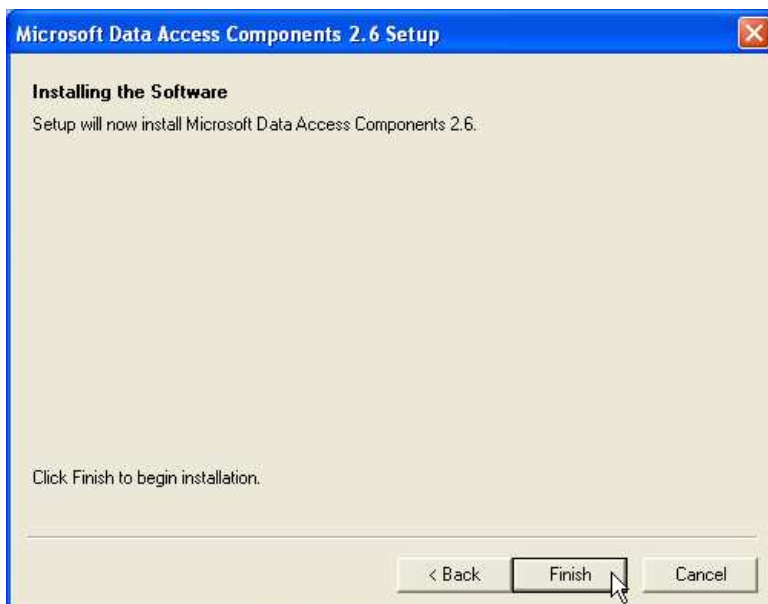 Microsoft Data Access Components 2.6 Setup
Installing the Software
Setup will now install Microsoft Data Access Components 2.6.
Click Finish to begin installation.
< Back
Finish
Cancel